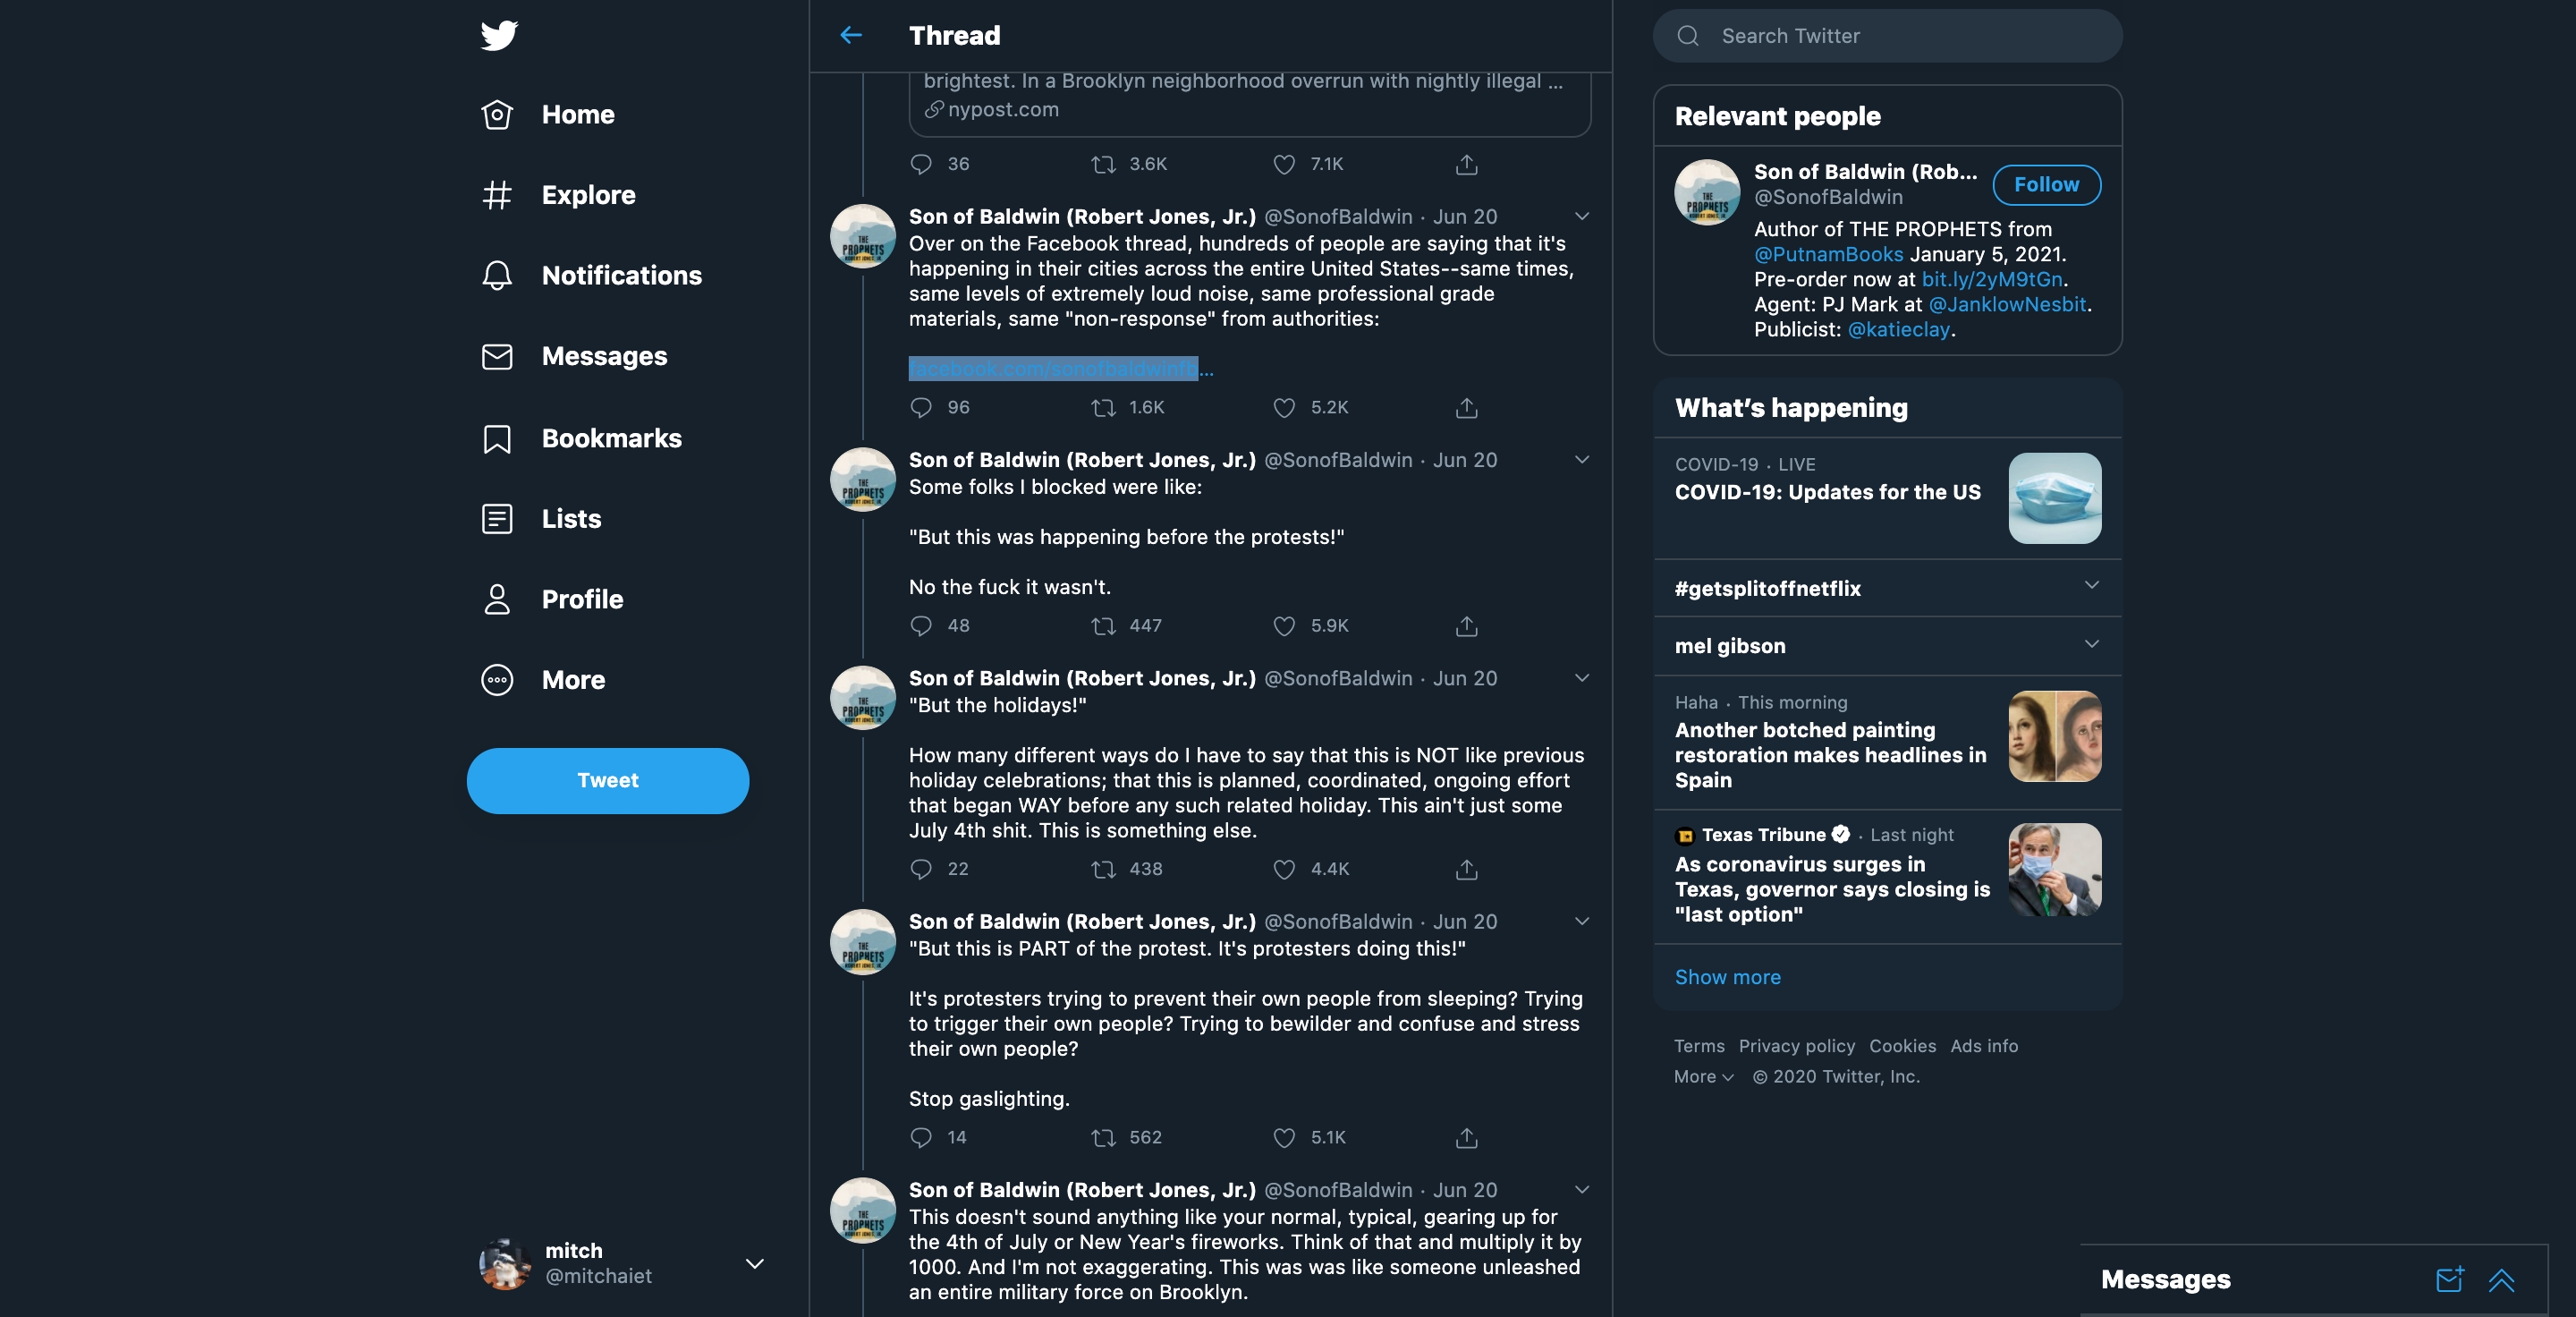 Home
Explore
Notifications
Messages
Bookmarks
Lists
Profile
More
Tweet
mitch
@mitchaiet
Thread
brightest. In a Brooklyn neighborhood overrun with nightly illegal ...
nypost.com
36 3.6K 7.1K
Son of Baldwin (Robert Jones, Jr.) @SonofBaldwin · Jun 20
Over on the Facebook thread, hundreds of people are saying that it's
happening in their cities across the entire United States--same times,
same levels of extremely loud noise, same professional grade
materials, same "non-response" from authorities:
facebook.com/sonofbaldwinfb...
96 1.6K 5.2K
Son of Baldwin (Robert Jones, Jr.) @SonofBaldwin · Jun 20
Some folks I blocked were like:
"But this was happening before the protests!"
No the fuck it wasn't.
48 447 5.9K
Son of Baldwin (Robert Jones, Jr.) @SonofBaldwin · Jun 20
"But the holidays!"
How many different ways do I have to say that this is NOT like previous
holiday celebrations; that this is planned, coordinated, ongoing effort
that began WAY before any such related holiday. This ain't just some
July 4th shit. This is something else.
22 438 4.4K
Son of Baldwin (Robert Jones, Jr.) @SonofBaldwin · Jun 20
"But this is PART of the protest. It's protesters doing this!"
It's protesters trying to prevent their own people from sleeping? Trying
to trigger their own people? Trying to bewilder and confuse and stress
their own people?
Stop gaslighting.
14 562 5.1K
Son of Baldwin (Robert Jones, Jr.) @SonofBaldwin · Jun 20
This doesn't sound anything like your normal, typical, gearing up for
the 4th of July or New Year's fireworks. Think of that and multiply it by
1000. And I'm not exaggerating. This was was like someone unleashed
an entire military force on Brooklyn.
THE
PROPHETS
ROBERT JONES, JR.
Search Twitter
Relevant people
Son of Baldwin (Rob...
@SonofBaldwin
Follow
Author of THE PROPHETS from
@PutnamBooks January 5, 2021.
Pre-order now at bit.ly/2yM9tGn.
Agent: PJ Mark at @JanklowNesbit.
Publicist: @katieclay.
What's happening
COVID-19 · LIVE
COVID-19: Updates for the US
#getsplitoffnetflix
mel gibson
Haha · This morning
Another botched painting
restoration makes headlines in
Spain
Texas Tribune · Last night
As coronavirus surges in
Texas, governor says closing is
"last option"
Show more
Terms Privacy policy Cookies Ads info
More © 2020 Twitter, Inc.
Messages